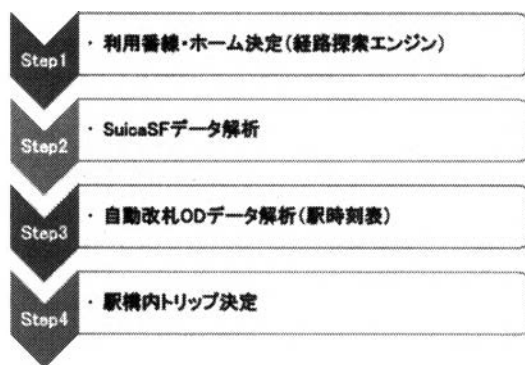 Step1
・ 利用番線・ホーム決定(経路探索エンジン)
Step2
・ SuicaSFデータ解析
Step3
・ 自動改札ODデータ解析(駅時刻表)
Step4
・ 駅構内トリップ決定